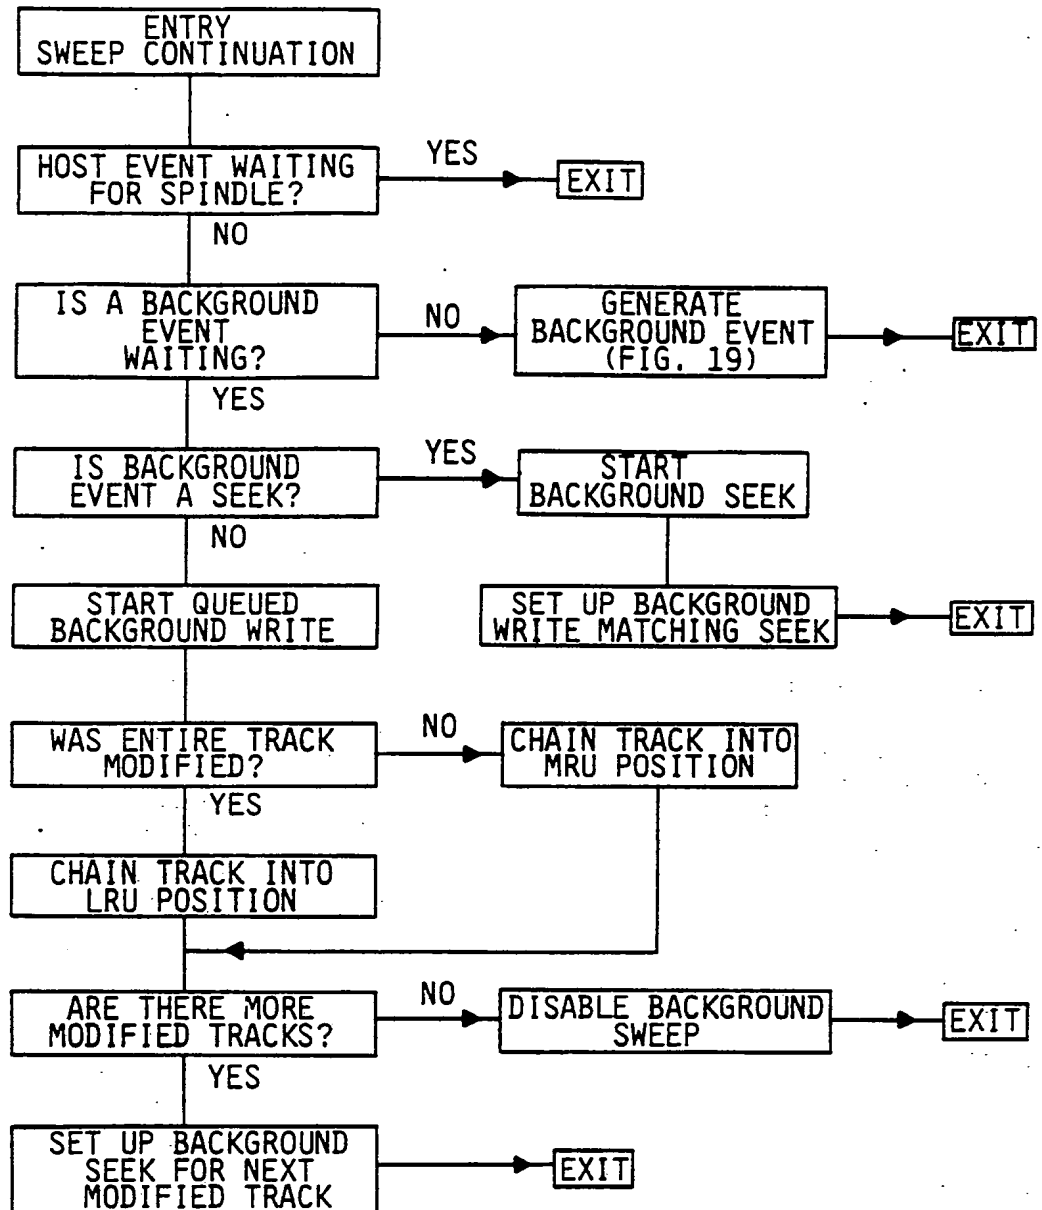 ENTRY
SWEEP CONTINUATION
HOST EVENT WAITING
FOR SPINDLE?
YES
EXIT
NO
IS A BACKGROUND
EVENT
WAITING?
NO
GENERATE
BACKGROUND EVENT
(FIG. 19)
EXIT
YES
IS BACKGROUND
EVENT A SEEK?
YES
START
BACKGROUND SEEK
NO
START QUEUED
BACKGROUND WRITE
SET UP BACKGROUND
WRITE MATCHING SEEK
EXIT
WAS ENTIRE TRACK
MODIFIED?
NO
CHAIN TRACK INTO
MRU POSITION
YES
CHAIN TRACK INTO
LRU POSITION
ARE THERE MORE
MODIFIED TRACKS?
NO
DISABLE BACKGROUND
SWEEP
EXIT
YES
SET UP BACKGROUND
SEEK FOR NEXT
MODIFIED TRACK
EXIT